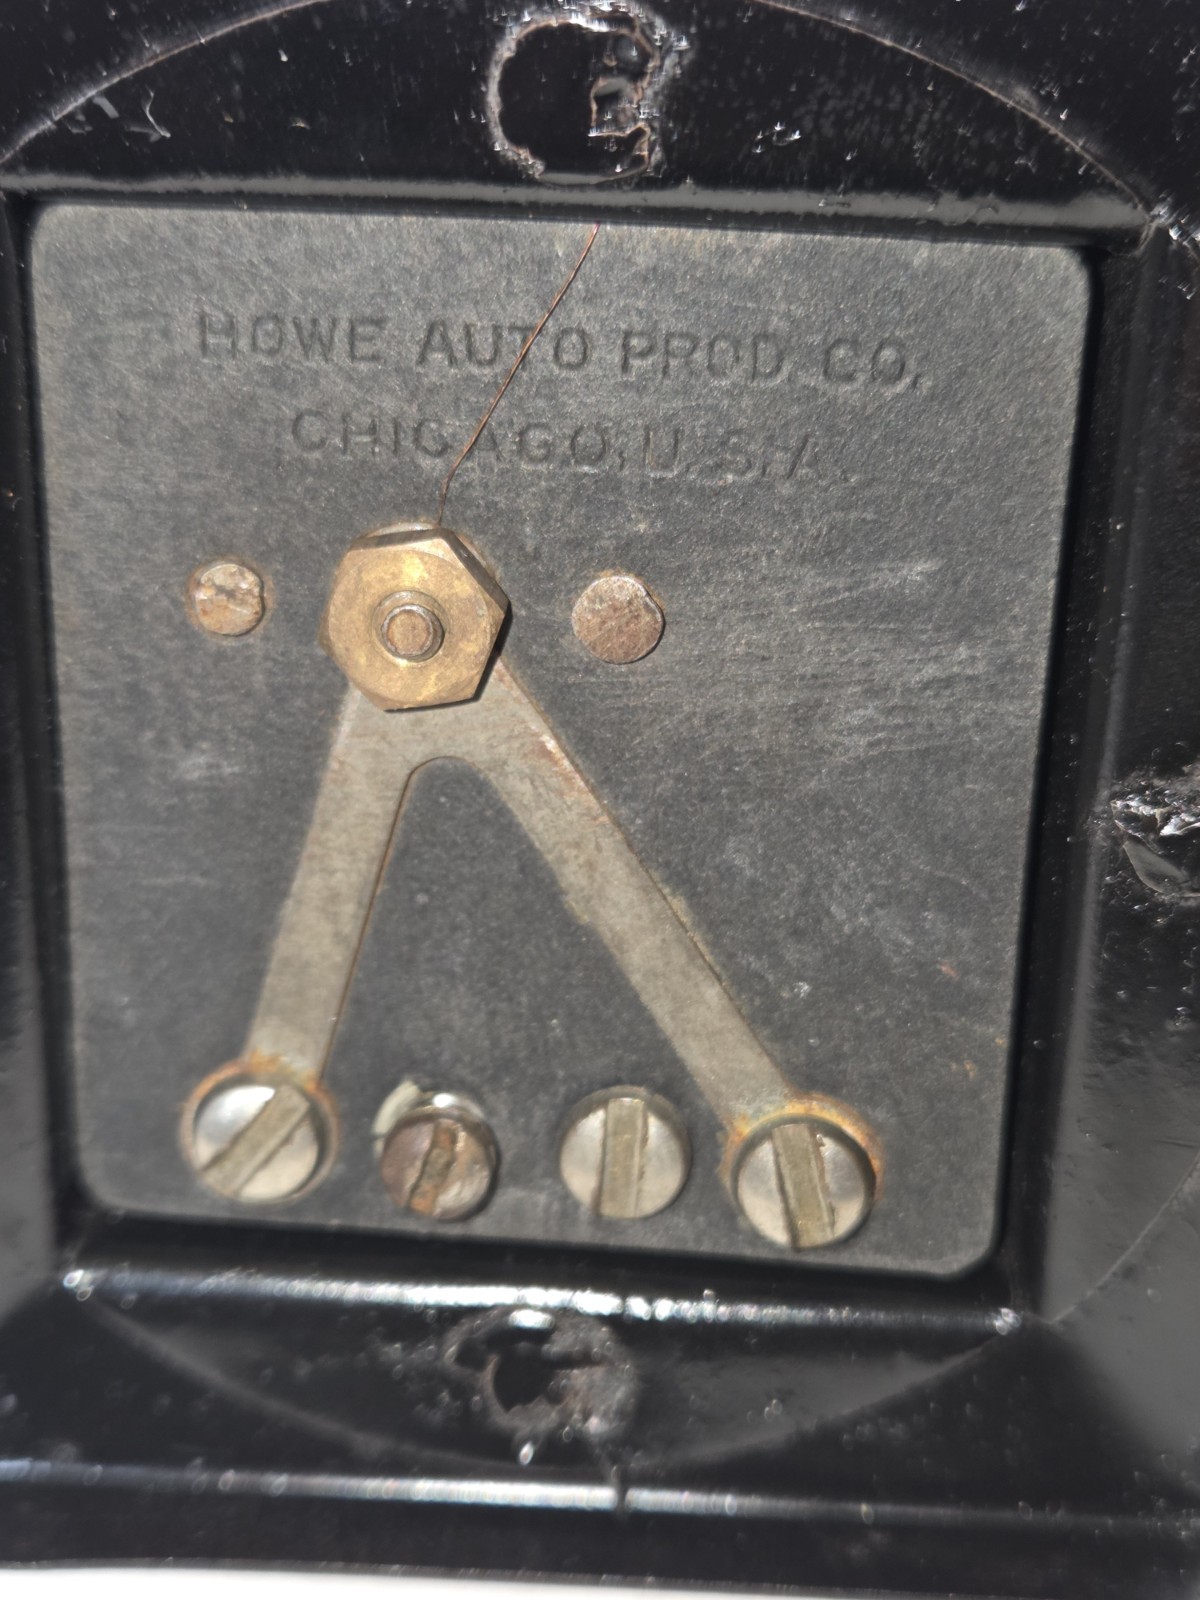 HOWE AUTO PROD. CO.
CHICAGO, U.S.A.